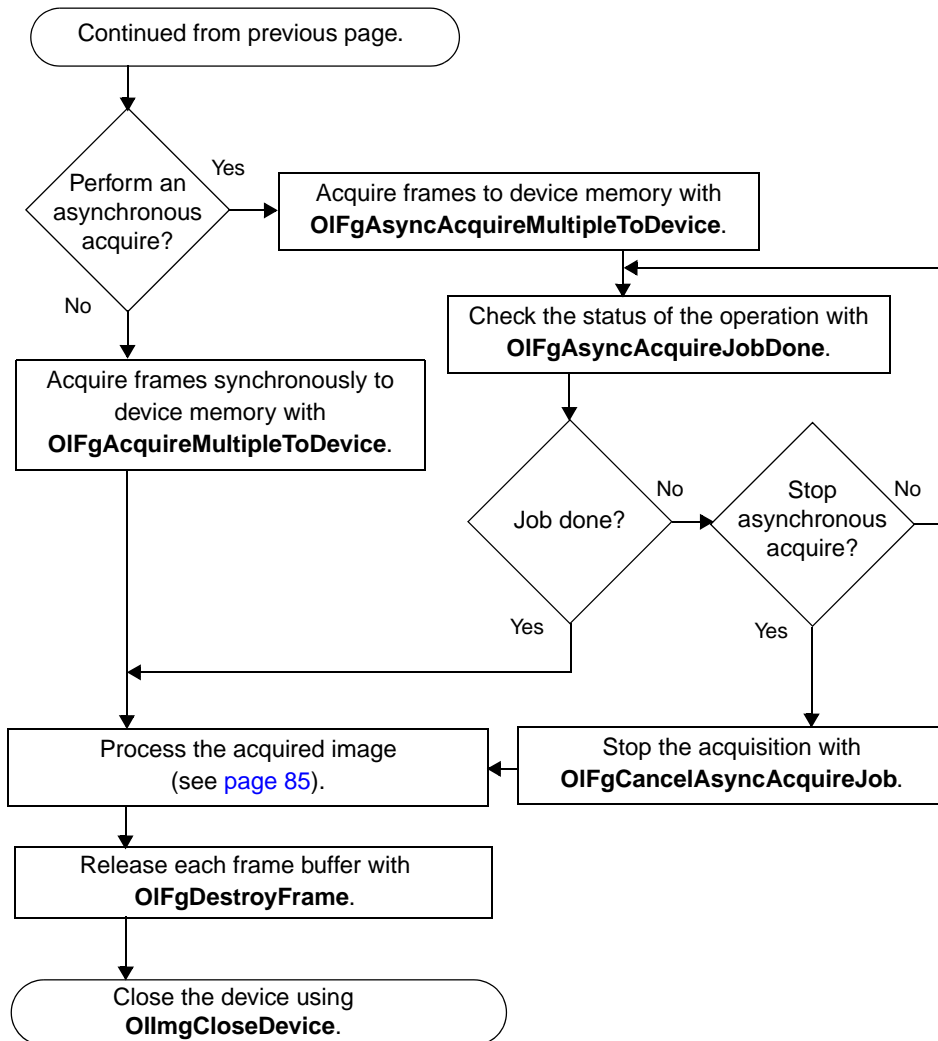 Continued from previous page.
Perform an
asynchronous
acquire?
Yes
No
Acquire frames to device memory with
OlFgAsyncAcquireMultipleToDevice.
Check the status of the operation with
OlFgAsyncAcquireJobDone.
Acquire frames synchronously to
device memory with
OlFgAcquireMultipleToDevice.
Job done?
No
Yes
Stop
asynchronous
acquire?
No
Yes
Stop the acquisition with
OlFgCancelAsyncAcquireJob.
Process the acquired image
(see page 85).
Release each frame buffer with
OlFgDestroyFrame.
Close the device using
OlImgCloseDevice.